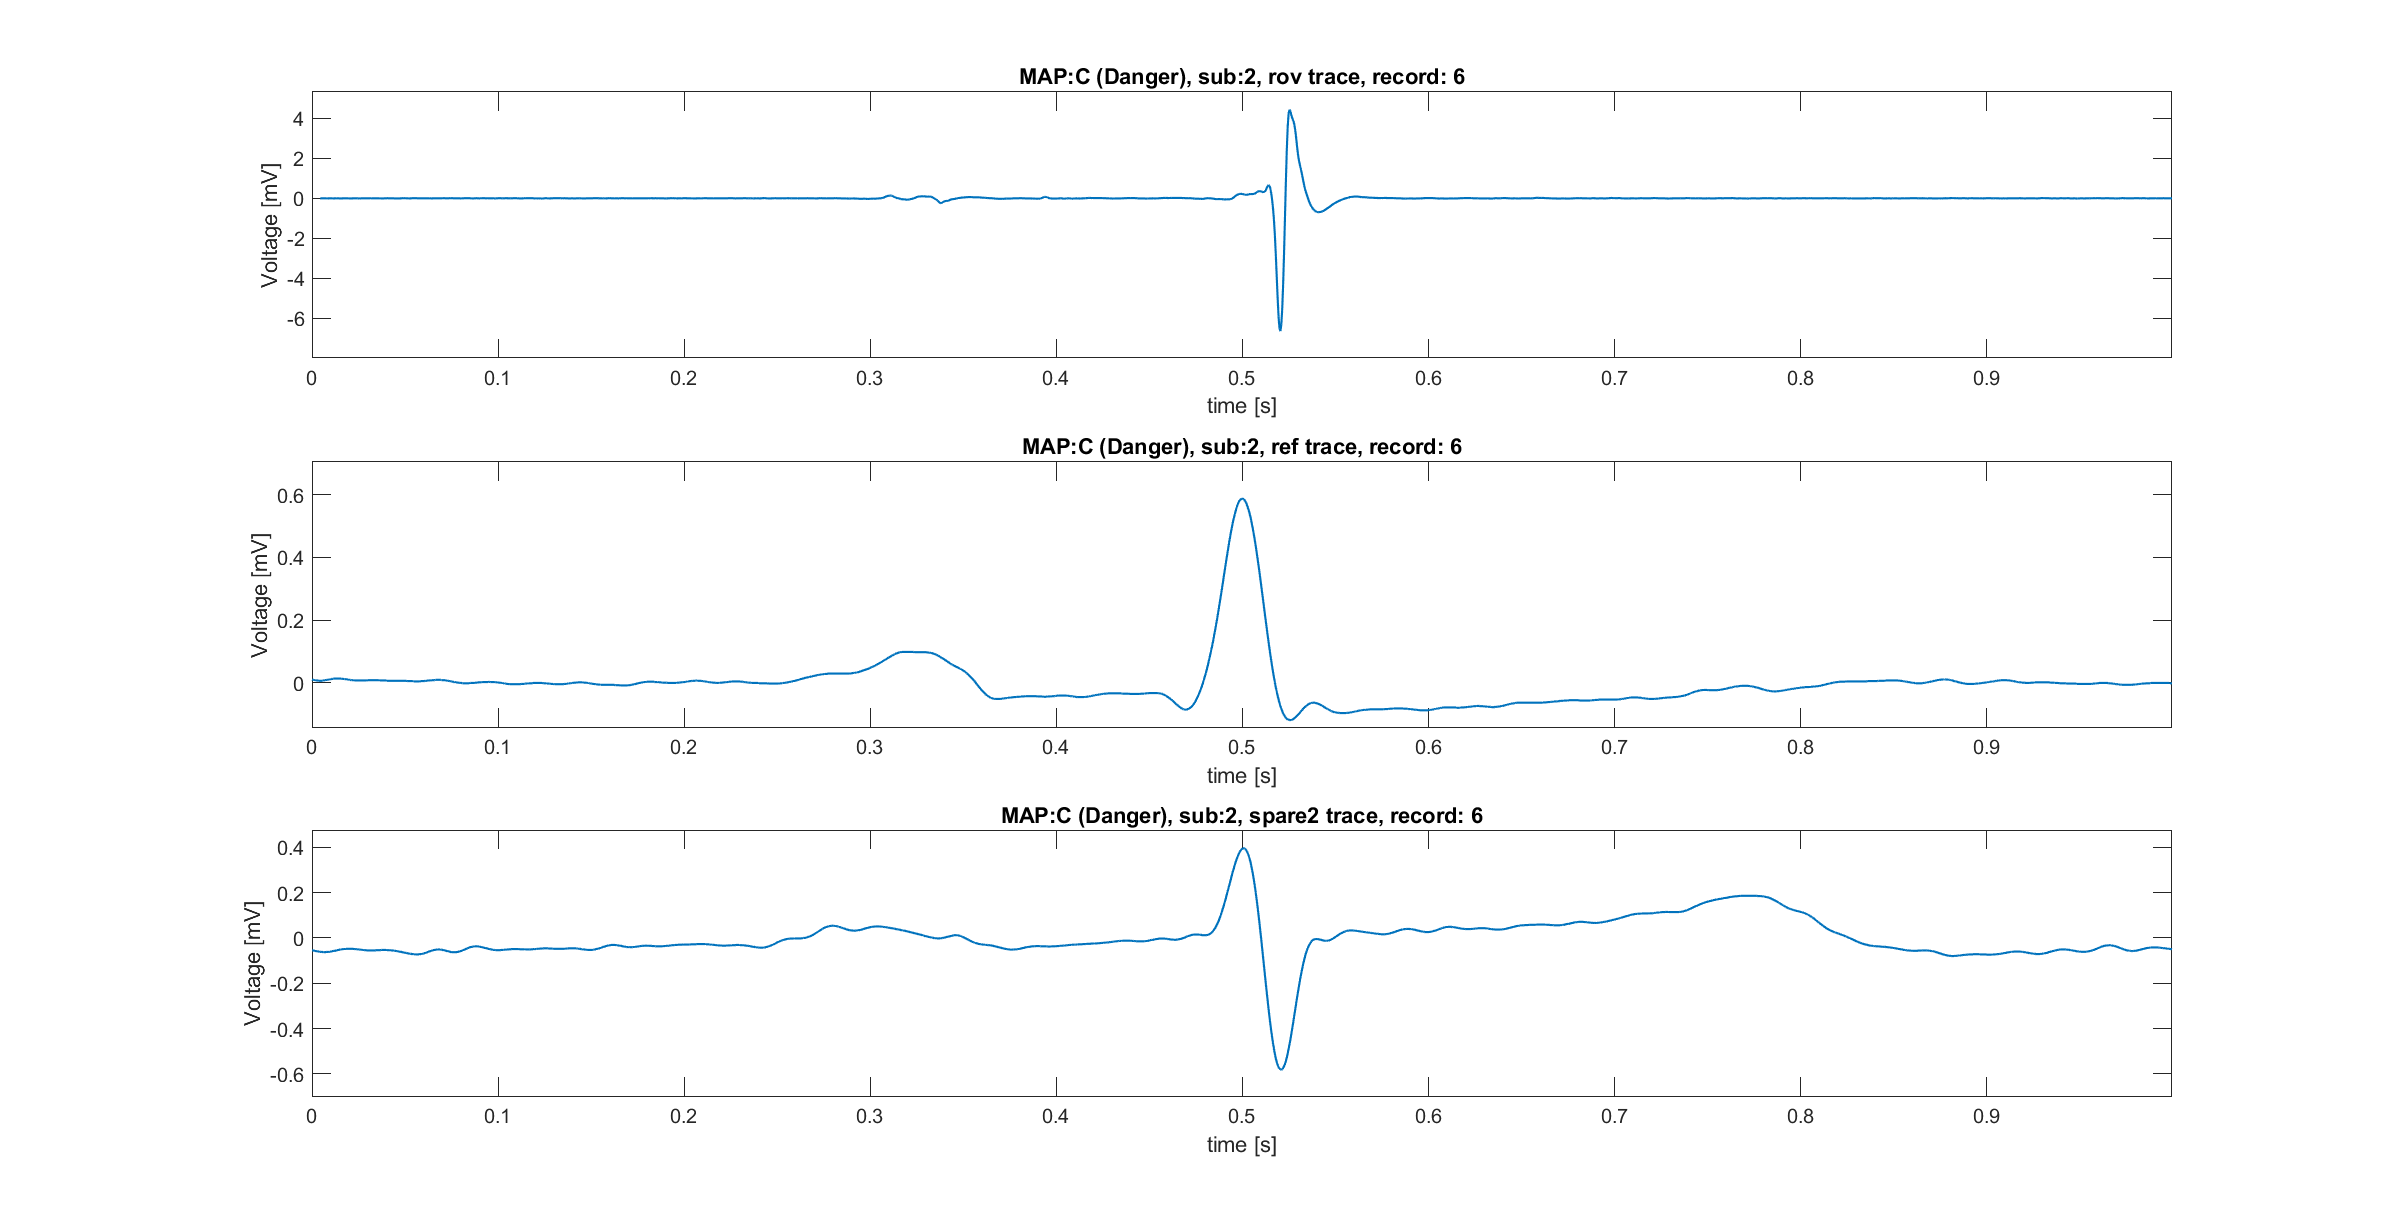 MAP:C (Danger), sub:2, rov trace, record: 6
Voltage [mV]
4
2
0
-2
-4
-6
0 0.1 0.2 0.3 0.4 0.5 0.6 0.7 0.8 0.9
time [s]
MAP:C (Danger), sub:2, ref trace, record: 6
Voltage [mV]
0.6
0.4
0.2
0
0 0.1 0.2 0.3 0.4 0.5 0.6 0.7 0.8 0.9
time [s]
MAP:C (Danger), sub:2, spare2 trace, record: 6
Voltage [mV]
0.4
0.2
0
-0.2
-0.4
-0.6
0 0.1 0.2 0.3 0.4 0.5 0.6 0.7 0.8 0.9
time [s]